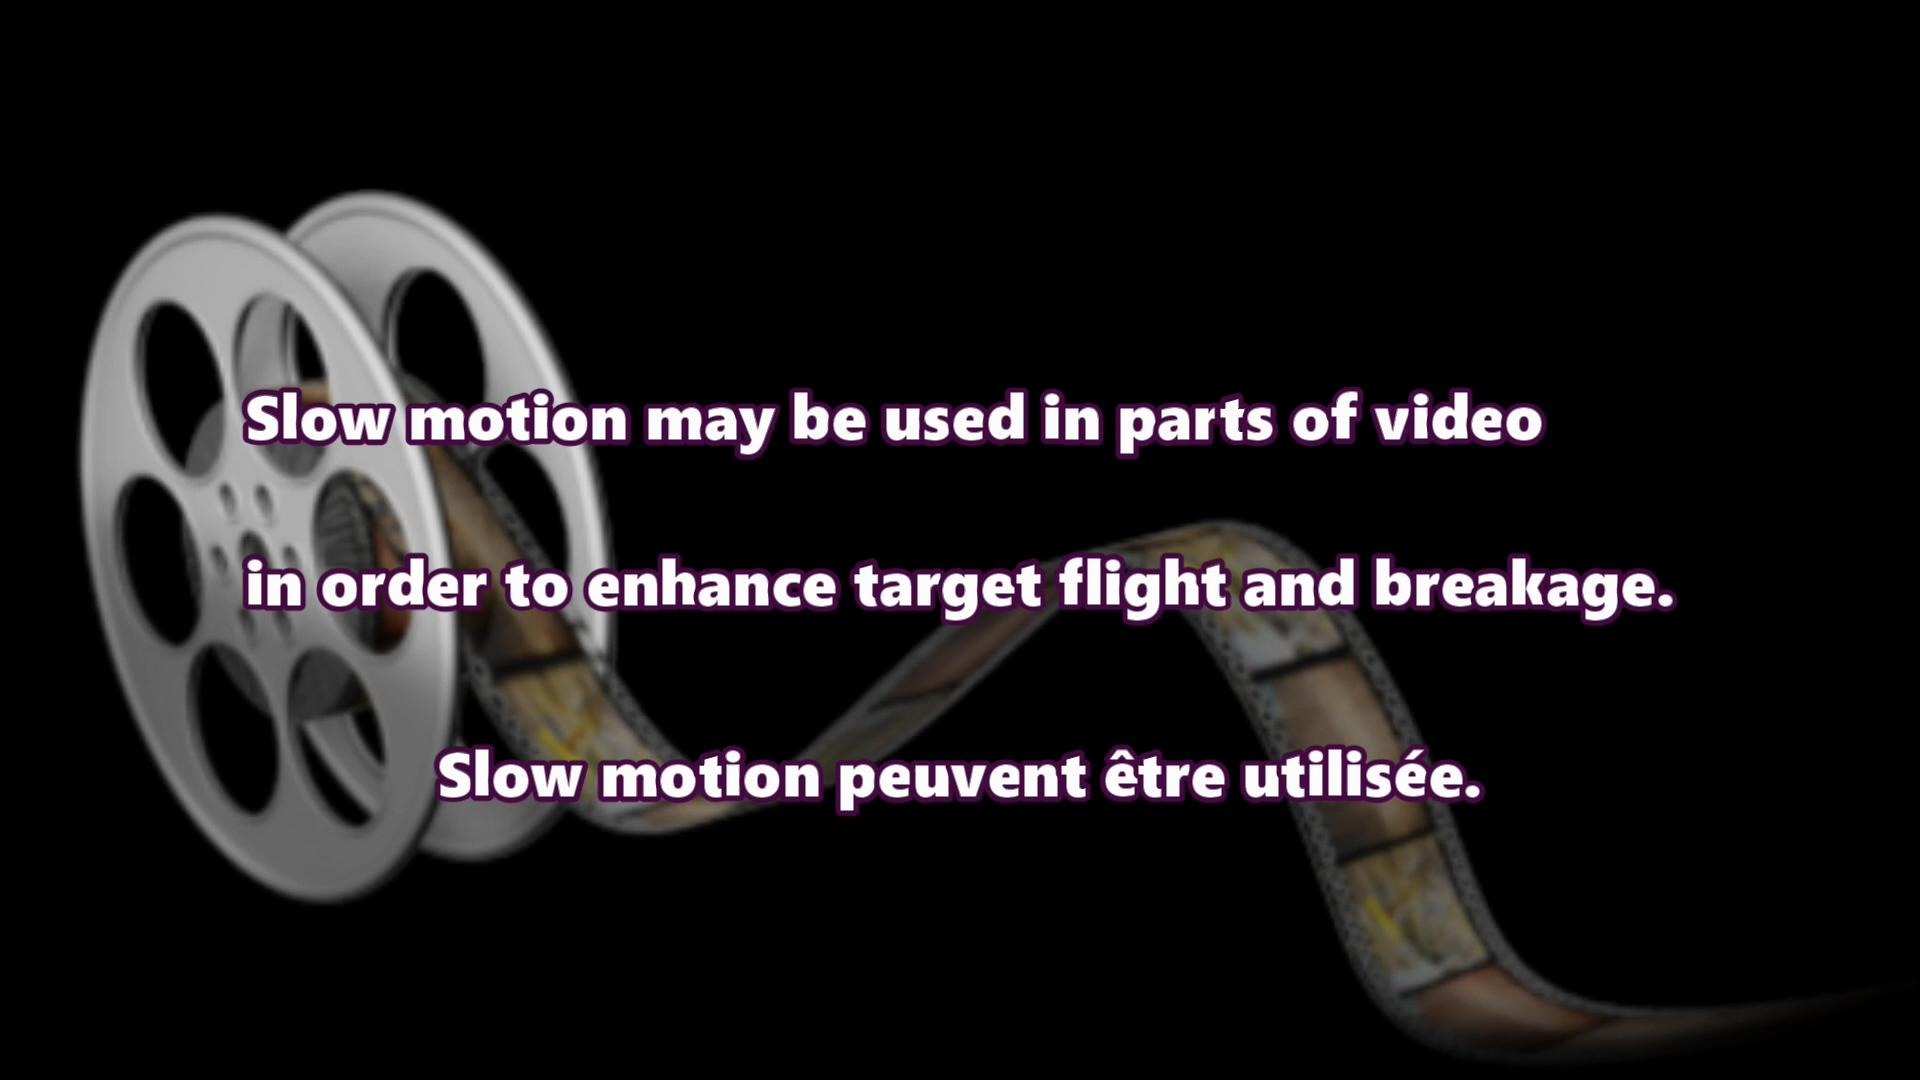 Slow motion may be used in parts of video
in order to enhance target flight and breakage.
Slow motion peuvent être utilisée.